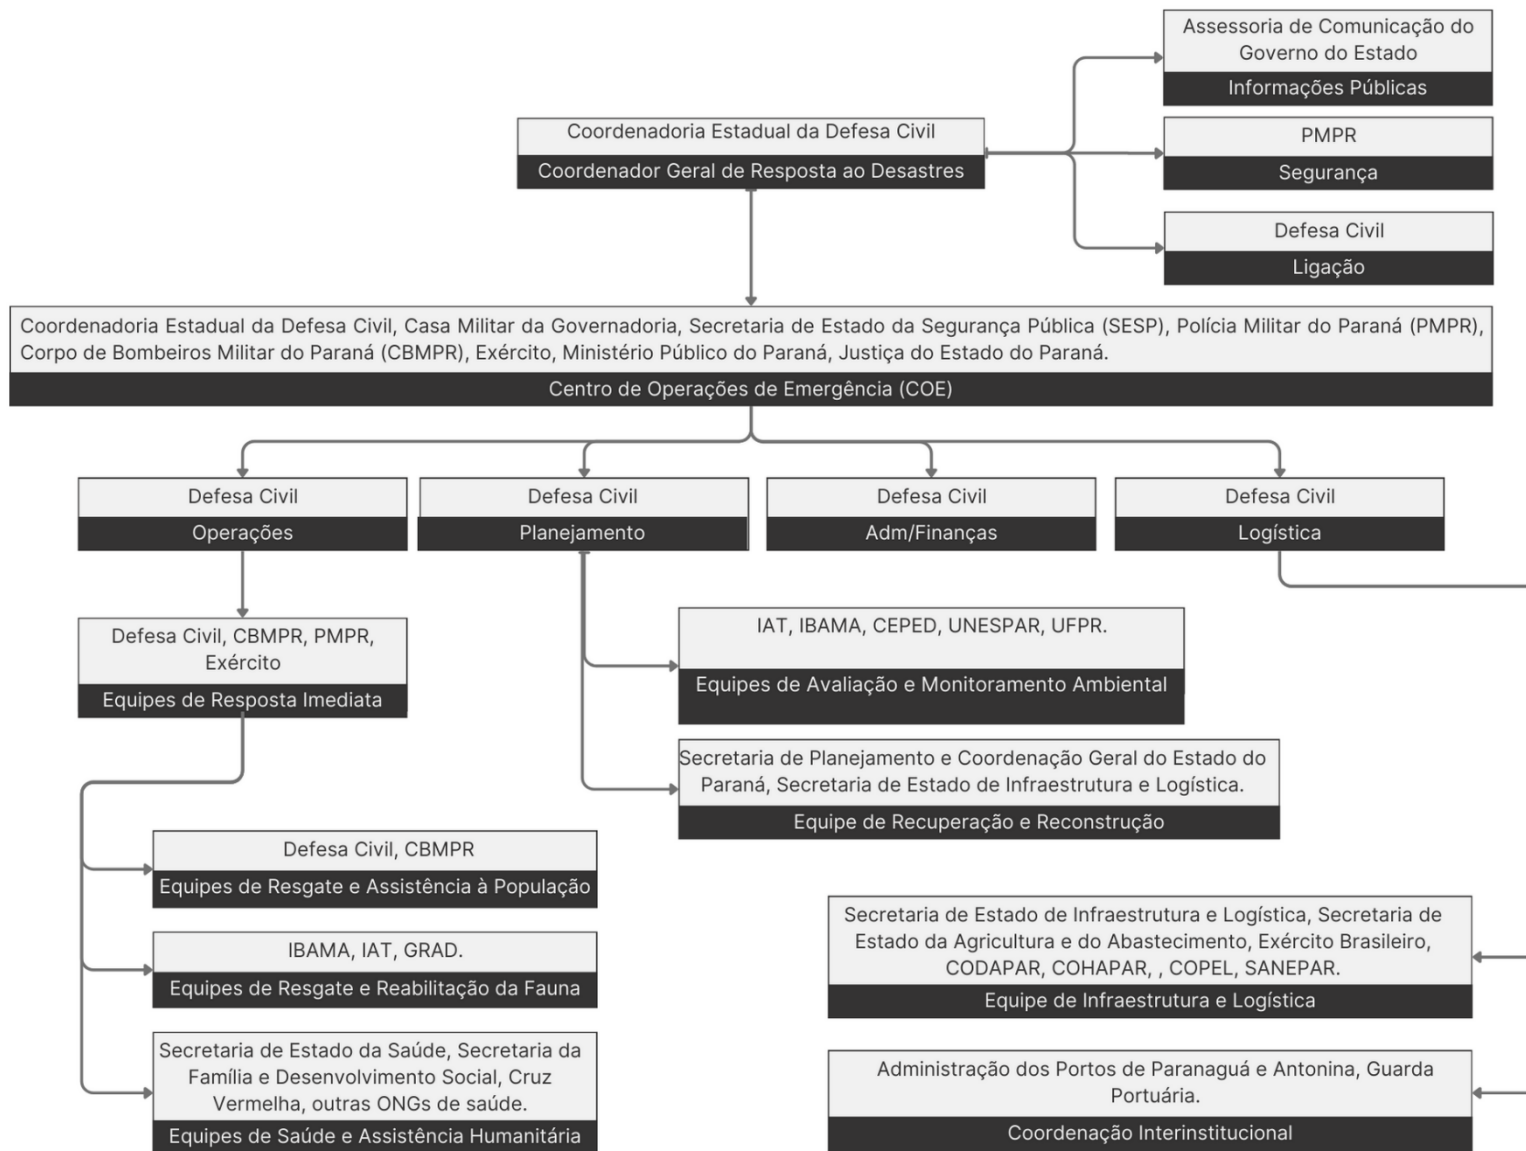 Assessoria de Comunicação do
Governo do Estado
Informações Públicas
Coordenadoria Estadual da Defesa Civil
Coordenador Geral de Resposta ao Desastres
PMPR
Segurança
Defesa Civil
Ligação
Coordenadoria Estadual da Defesa Civil, Casa Militar da Governadoria, Secretaria de Estado da Segurança Pública (SESP), Polícia Militar do Paraná (PMPR),
Corpo de Bombeiros Militar do Paraná (CBMPR), Exército, Ministério Público do Paraná, Justiça do Estado do Paraná.
Centro de Operações de Emergência (COE)
Defesa Civil
Operações
Defesa Civil
Planejamento
Defesa Civil
Adm/Finanças
Defesa Civil
Logística
Defesa Civil, CBMPR, PMPR,
Exército
Equipes de Resposta Imediata
IAT, IBAMA, CEPED, UNESPAR, UFPR.
Equipes de Avaliação e Monitoramento Ambiental
Secretaria de Planejamento e Coordenação Geral do Estado do
Paraná, Secretaria de Estado de Infraestrutura e Logística.
Equipe de Recuperação e Reconstrução
Defesa Civil, CBMPR
Equipes de Resgate e Assistência à População
IBAMA, IAT, GRAD.
Equipes de Resgate e Reabilitação da Fauna
Secretaria de Estado da Saúde, Secretaria da
Família e Desenvolvimento Social, Cruz
Vermelha, outras ONGs de saúde.
Equipes de Saúde e Assistência Humanitária
Secretaria de Estado de Infraestrutura e Logística, Secretaria de
Estado da Agricultura e do Abastecimento, Exército Brasileiro,
CODAPAR, COHAPAR, , COPEL, SANEPAR.
Equipe de Infraestrutura e Logística
Administração dos Portos de Paranaguá e Antonina, Guarda
Portuária.
Coordenação Interinstitucional